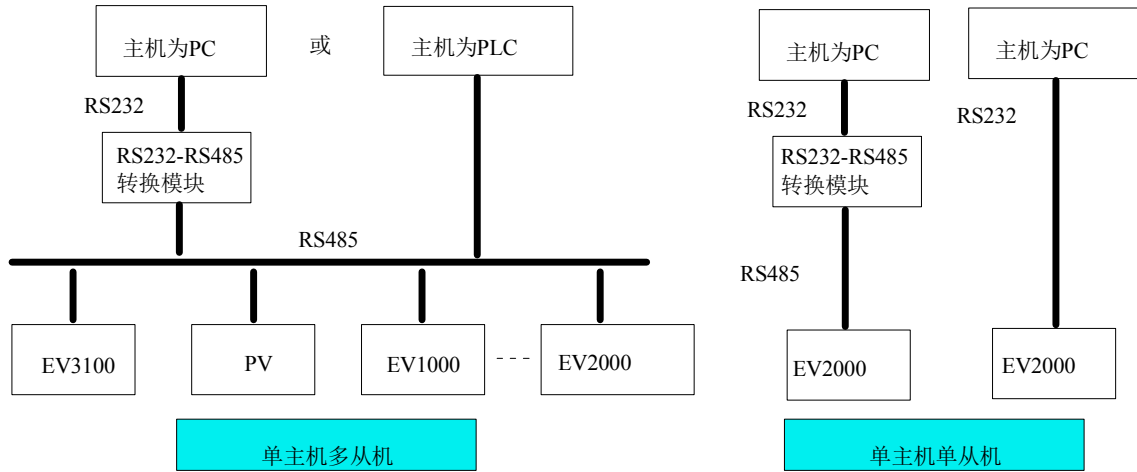 主机为PC
或
主机为PLC
RS232
RS232-RS485
转换模块
RS485
EV3100
PV
EV1000
- - -
EV2000
单主机多从机
主机为PC
主机为PC
RS232
RS232
RS232-RS485
转换模块
RS485
EV2000
EV2000
单主机单从机